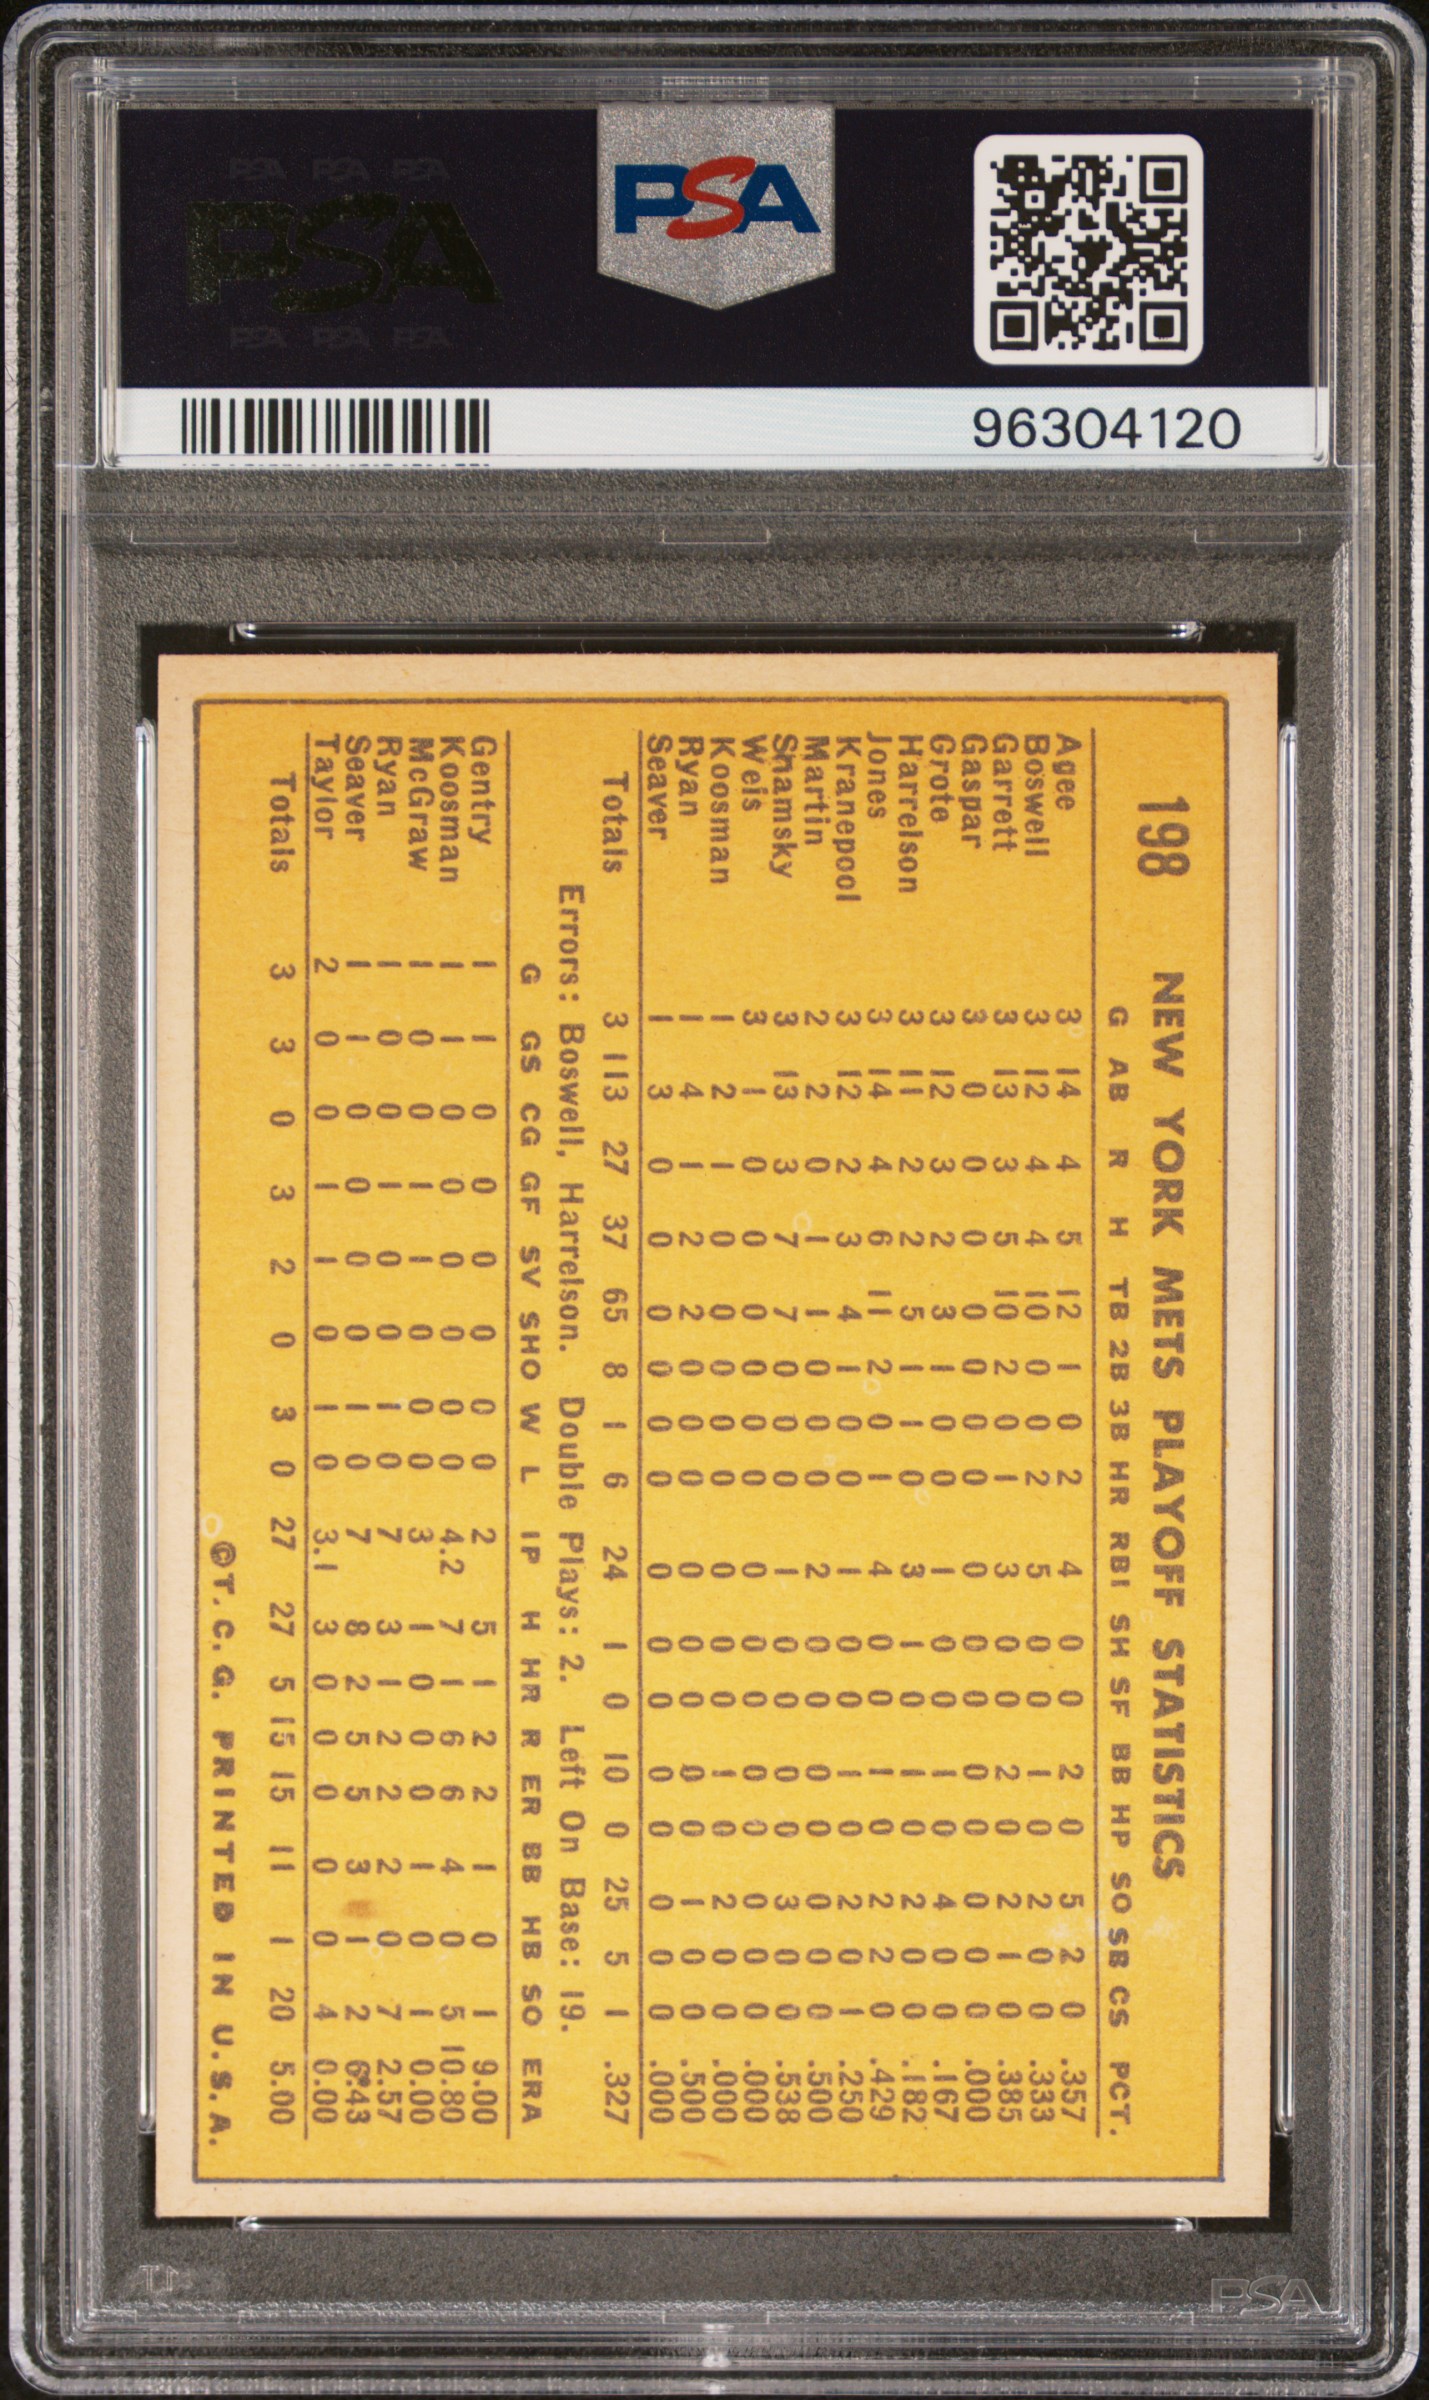 PSA PSA PSA
PSA
PSA PSA PSA
PSA
96304120
198 NEW YORK METS PLAYOFF STATISTICS
G AB R H TB 2B 3B HR RBI SH SF BB HP SO SB CS PCT.
Agee 3 14 4 5 12 1 0 2 4 0 0 2 0 5 2 0 .357
Boswell 3 12 4 4 10 0 0 2 5 0 0 1 0 2 0 0 .333
Garrett 3 13 3 5 10 2 0 1 3 0 0 2 0 2 1 0 .385
Gaspar 3 0 0 0 0 0 0 0 0 0 0 0 0 0 0 0 .000
Grote 3 12 3 2 3 1 0 0 1 0 0 1 0 4 0 0 .167
Harrelson 3 11 2 2 5 1 1 0 3 1 0 1 0 2 0 0 .182
Jones 3 14 4 6 11 2 0 1 4 0 0 1 0 2 2 0 .429
Kranepool 3 12 2 3 4 1 0 0 1 0 0 1 0 2 0 1 .250
Martin 2 2 0 1 1 0 0 0 2 0 0 0 0 0 0 0 .500
Shamsky 3 13 3 7 7 0 0 0 1 0 0 0 0 3 0 0 .538
Weis 3 1 0 0 0 0 0 0 0 0 0 0 0 0 0 0 .000
Koosman 1 2 1 0 0 0 0 0 0 0 0 1 0 2 0 0 .000
Ryan 1 4 1 2 2 0 0 0 0 0 0 0 0 1 0 0 .500
Seaver 1 3 0 0 0 0 0 0 0 0 0 0 0 0 0 0 .000
Totals 3 113 27 37 65 8 1 6 24 1 0 10 0 25 5 1 .327
Errors: Boswell, Harrelson. Double Plays: 2. Left On Base: 19.
G GS CG GF SV SHO W L IP H HR R ER BB HB SO ERA
Gentry 1 1 0 0 0 0 0 0 2 5 1 2 2 1 0 1 9.00
Koosman 1 1 0 0 0 0 0 0 4.2 7 1 6 6 4 0 5 10.80
McGraw 1 0 0 1 1 0 0 0 3 1 0 0 0 1 0 1 0.00
Ryan 1 0 0 1 0 0 1 0 7 3 1 2 2 2 0 7 2.57
Seaver 1 1 0 0 0 0 1 0 7 8 2 5 5 3 1 2 6.43
Taylor 2 0 0 1 1 0 1 0 3.1 3 0 0 0 0 0 4 0.00
Totals 3 3 0 3 2 0 3 0 27 27 5 15 15 11 1 20 5.00
©T. C. G. PRINTED IN U. S. A.
PSA